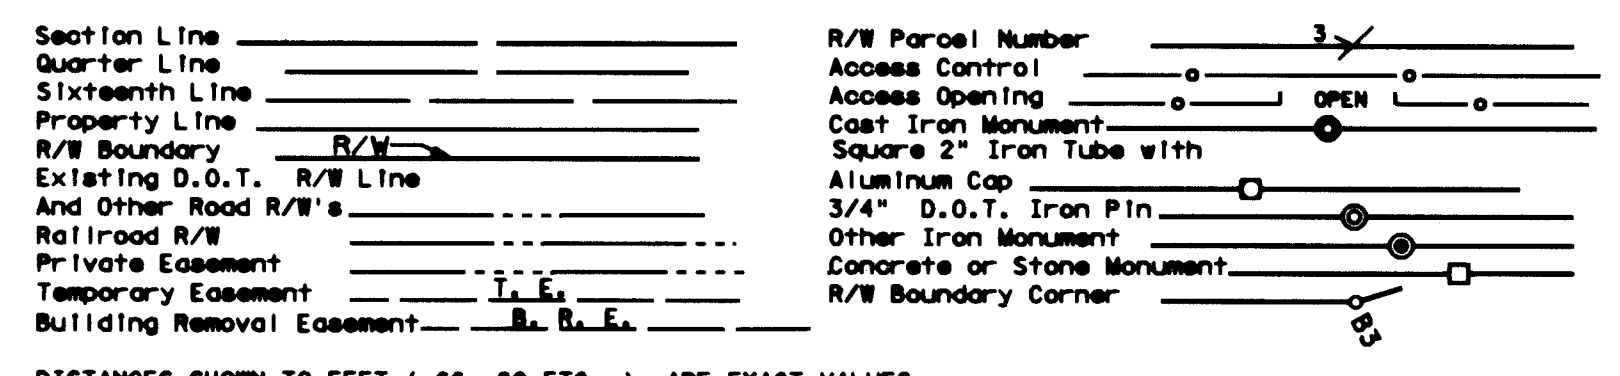 Section Line
Quarter Line
Sixteenth Line
Property Line
R/W Boundary R/W
Existing D.O.T. R/W Line
And Other Road R/W's
Railroad R/W
Private Easement
Temporary Easement T. E.
Building Removal Easement B. R. E.
R/W Parcel Number 3
Access Control
Access Opening OPEN
Cast Iron Monument
Square 2" Iron Tube with
Aluminum Cap
3/4" D.O.T. Iron Pin
Other Iron Monument
Concrete or Stone Monument
R/W Boundary Corner
B3